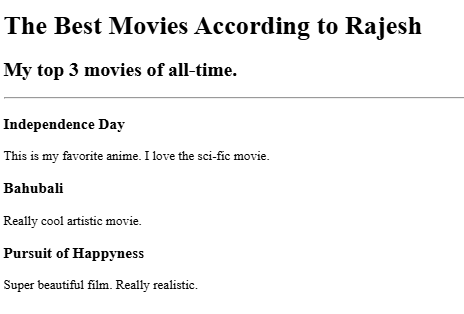 The Best Movies According to Rajesh
My top 3 movies of all-time.
Independence Day
This is my favorite anime. I love the sci-fic movie.
Bahubali
Really cool artistic movie.
Pursuit of Happyness
Super beautiful film. Really realistic.